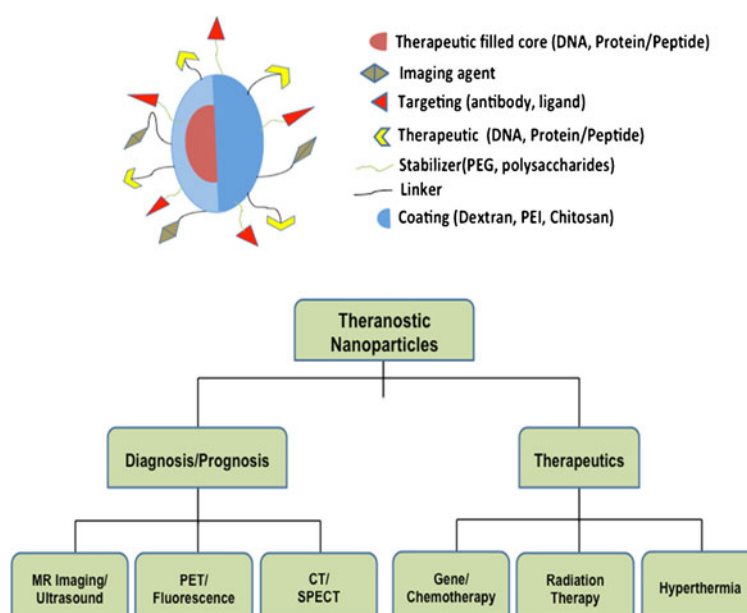 Therapeutic filled core (DNA, Protein/Peptide)
Imaging agent
Targeting (antibody, ligand)
Therapeutic (DNA, Protein/Peptide)
Stabilizer(PEG, polysaccharides)
Linker
Coating (Dextran, PEI, Chitosan)
Theranostic
Nanoparticles
Diagnosis/Prognosis
Therapeutics
MR Imaging/
Ultrasound
PET/
Fluorescence
CT/
SPECT
Gene/
Chemotherapy
Radiation
Therapy
Hyperthermia